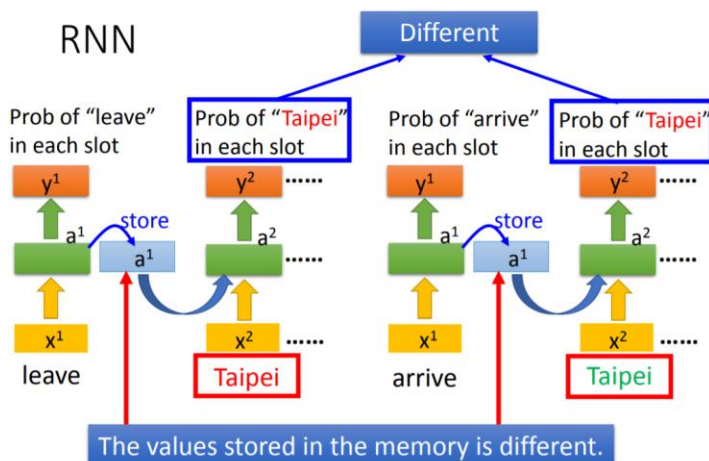 RNN
Different
Prob of “leave”
in each slot
Prob of “Taipei”
in each slot
Prob of “arrive”
in each slot
Prob of “Taipei”
in each slot
y¹
y²
......
y¹
y²
......
a¹
store
a²
a¹
store
a²
a¹
......
a¹
......
x¹
x²
......
x¹
x²
......
leave
Taipei
arrive
Taipei
The values stored in the memory is different.